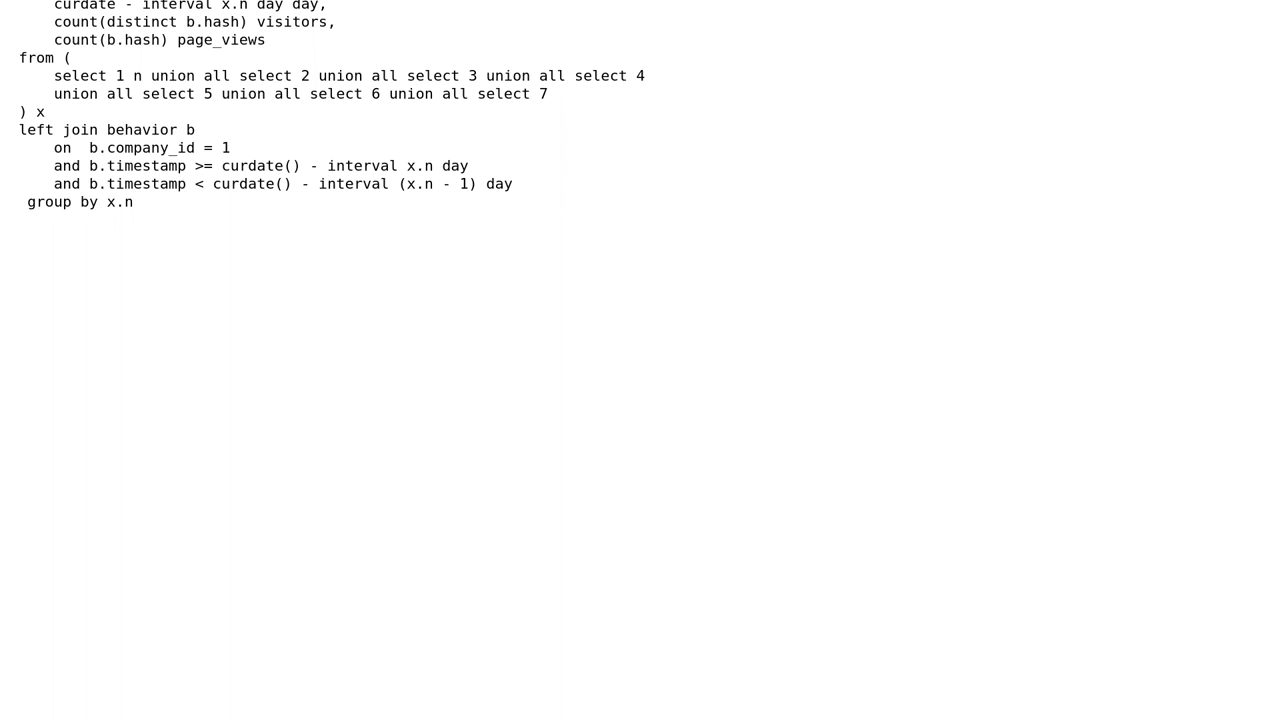 curdate - interval x.n day day,
    count(distinct b.hash) visitors,
    count(b.hash) page_views
from (
    select 1 n union all select 2 union all select 3 union all select 4
    union all select 5 union all select 6 union all select 7
) x
left join behavior b
    on  b.company_id = 1
    and b.timestamp >= curdate() - interval x.n day
    and b.timestamp < curdate() - interval (x.n - 1) day
 group by x.n